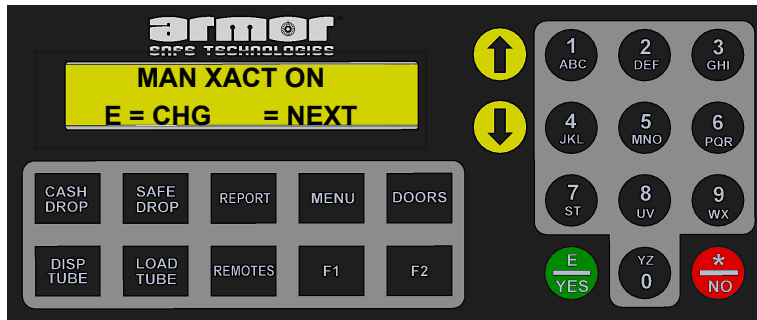 armor
SAFE TECHNOLOGIES
MAN XACT ON
E = CHG = NEXT
CASH DROP
SAFE DROP
REPORT
MENU
DOORS
DISP TUBE
LOAD TUBE
REMOTES
F1
F2
1
ABC
2
DEF
3
GHI
4
JKL
5
MNO
6
PQR
7
ST
8
UV
9
WX
E
YES
YZ
0
*
NO